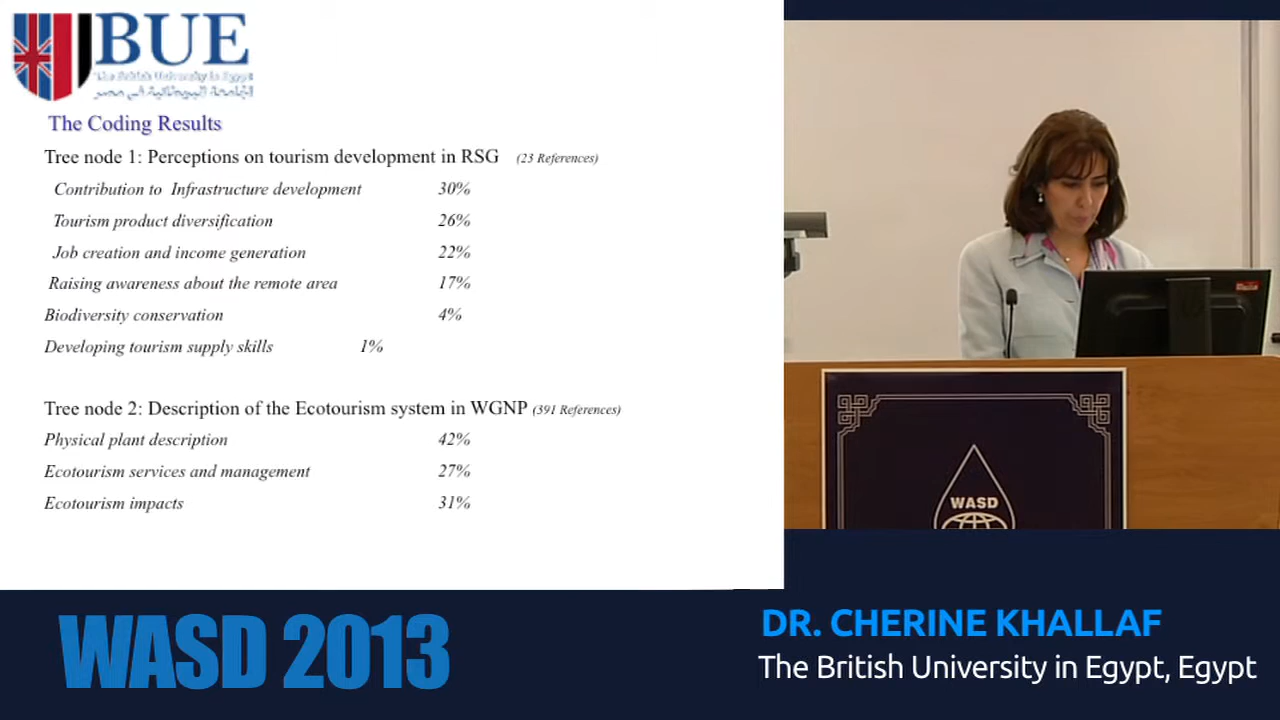 BUE
The British University in Egypt
الجامعة البريطانية في مصر
The Coding Results
Tree node 1: Perceptions on tourism development in RSG (23 References)
Contribution to Infrastructure development 30%
Tourism product diversification 26%
Job creation and income generation 22%
Raising awareness about the remote area 17%
Biodiversity conservation 4%
Developing tourism supply skills 1%
Tree node 2: Description of the Ecotourism system in WGNP (391 References)
Physical plant description 42%
Ecotourism services and management 27%
Ecotourism impacts 31%
WASD
WASD 2013
DR. CHERINE KHALLAF
The British University in Egypt, Egypt